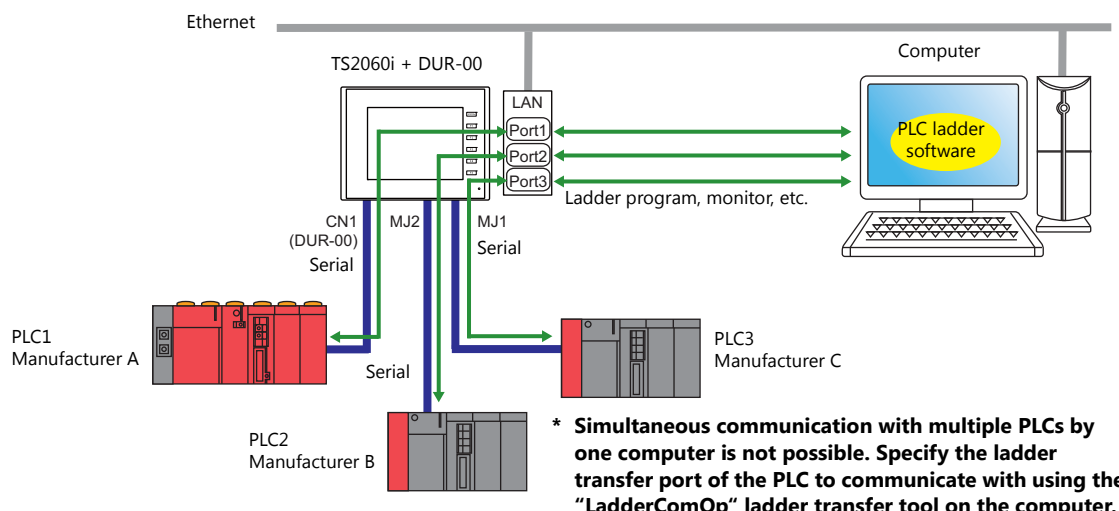 Ethernet
TS2060i + DUR-00
Computer
LAN
Port1
Port2
Port3
PLC ladder
software
Ladder program, monitor, etc.
CN1
(DUR-00)
Serial
MJ2
MJ1
Serial
PLC1
Manufacturer A
Serial
PLC3
Manufacturer C
PLC2
Manufacturer B
* Simultaneous communication with multiple PLCs by
one computer is not possible. Specify the ladder
transfer port of the PLC to communicate with using the
“LadderComOp“ ladder transfer tool on the computer.